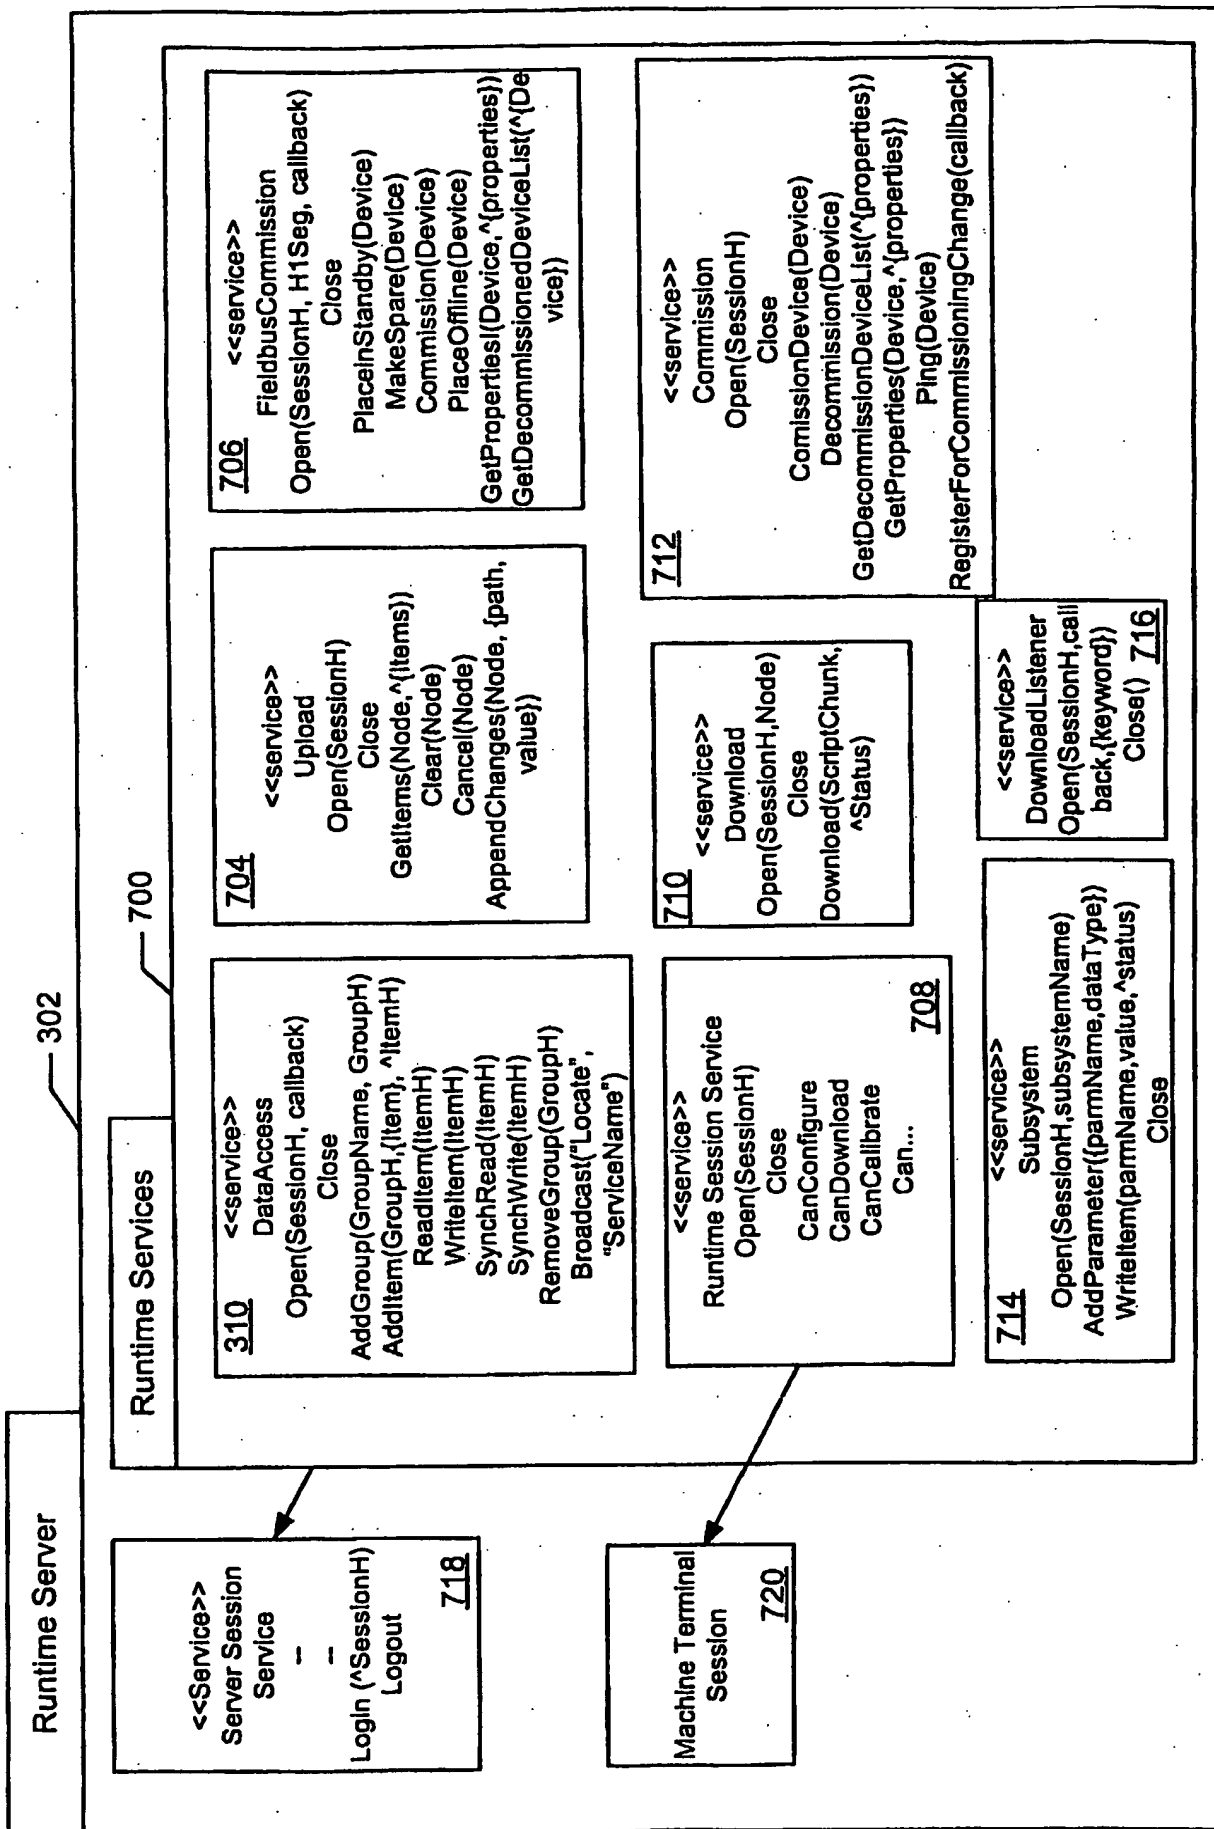 Runtime Server
302
Runtime Services
700
<<Service>>
Server Session
Service
--
--
Login (^SessionH)
Logout
718
310
<<service>>
DataAccess
Open(SessionH, callback)
Close
AddGroup(GroupName, GroupH)
AddItem(GroupH,{Item}, ^ItemH)
ReadItem(ItemH)
WriteItem(ItemH)
SynchRead(ItemH)
SynchWrite(ItemH)
RemoveGroup(GroupH)
Broadcast("Locate",
"ServiceName")
704
<<service>>
Upload
Open(SessionH)
Close
GetItems(Node,^{Items})
Clear(Node)
Cancel(Node)
AppendChanges(Node, {path,
value})
706
<<service>>
FieldbusCommission
Open(SessionH, H1Seg, callback)
Close
PlaceInStandby(Device)
MakeSpare(Device)
Commission(Device)
PlaceOffline(Device)
GetPropertiesI(Device,^{properties})
GetDecommissionedDeviceList(^{De
vice})
Machine Terminal
Session
720
<<service>>
Runtime Session Service
Open(SessionH)
Close
CanConfigure
CanDownload
CanCalibrate
Can....
708
710
<<service>>
Download
Open(SessionH,Node)
Close
Download(ScriptChunk,
^Status)
712
<<service>>
Commission
Open(SessionH)
Close
ComissionDevice(Device)
Decommission(Device)
GetDecommissionDeviceList(^{properties})
GetProperties(Device,^{properties})
Ping(Device)
RegisterForCommissioningChange(callback)
714
<<service>>
Subsystem
Open(SessionH,subsystemName)
AddParameter({parmName,dataType})
WriteItem(parmName,value,^status)
Close
<<service>>
DownloadListener
Open(SessionH,call
back,{keyword})
Close()
716